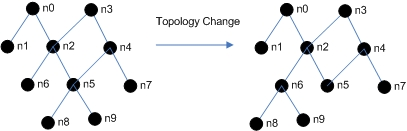 n0 n3 Topology Change n0 n3
n1 n2 n4 n1 n2 n4
n6 n5 n7 n6 n5 n7
n8 n9 n8 n9